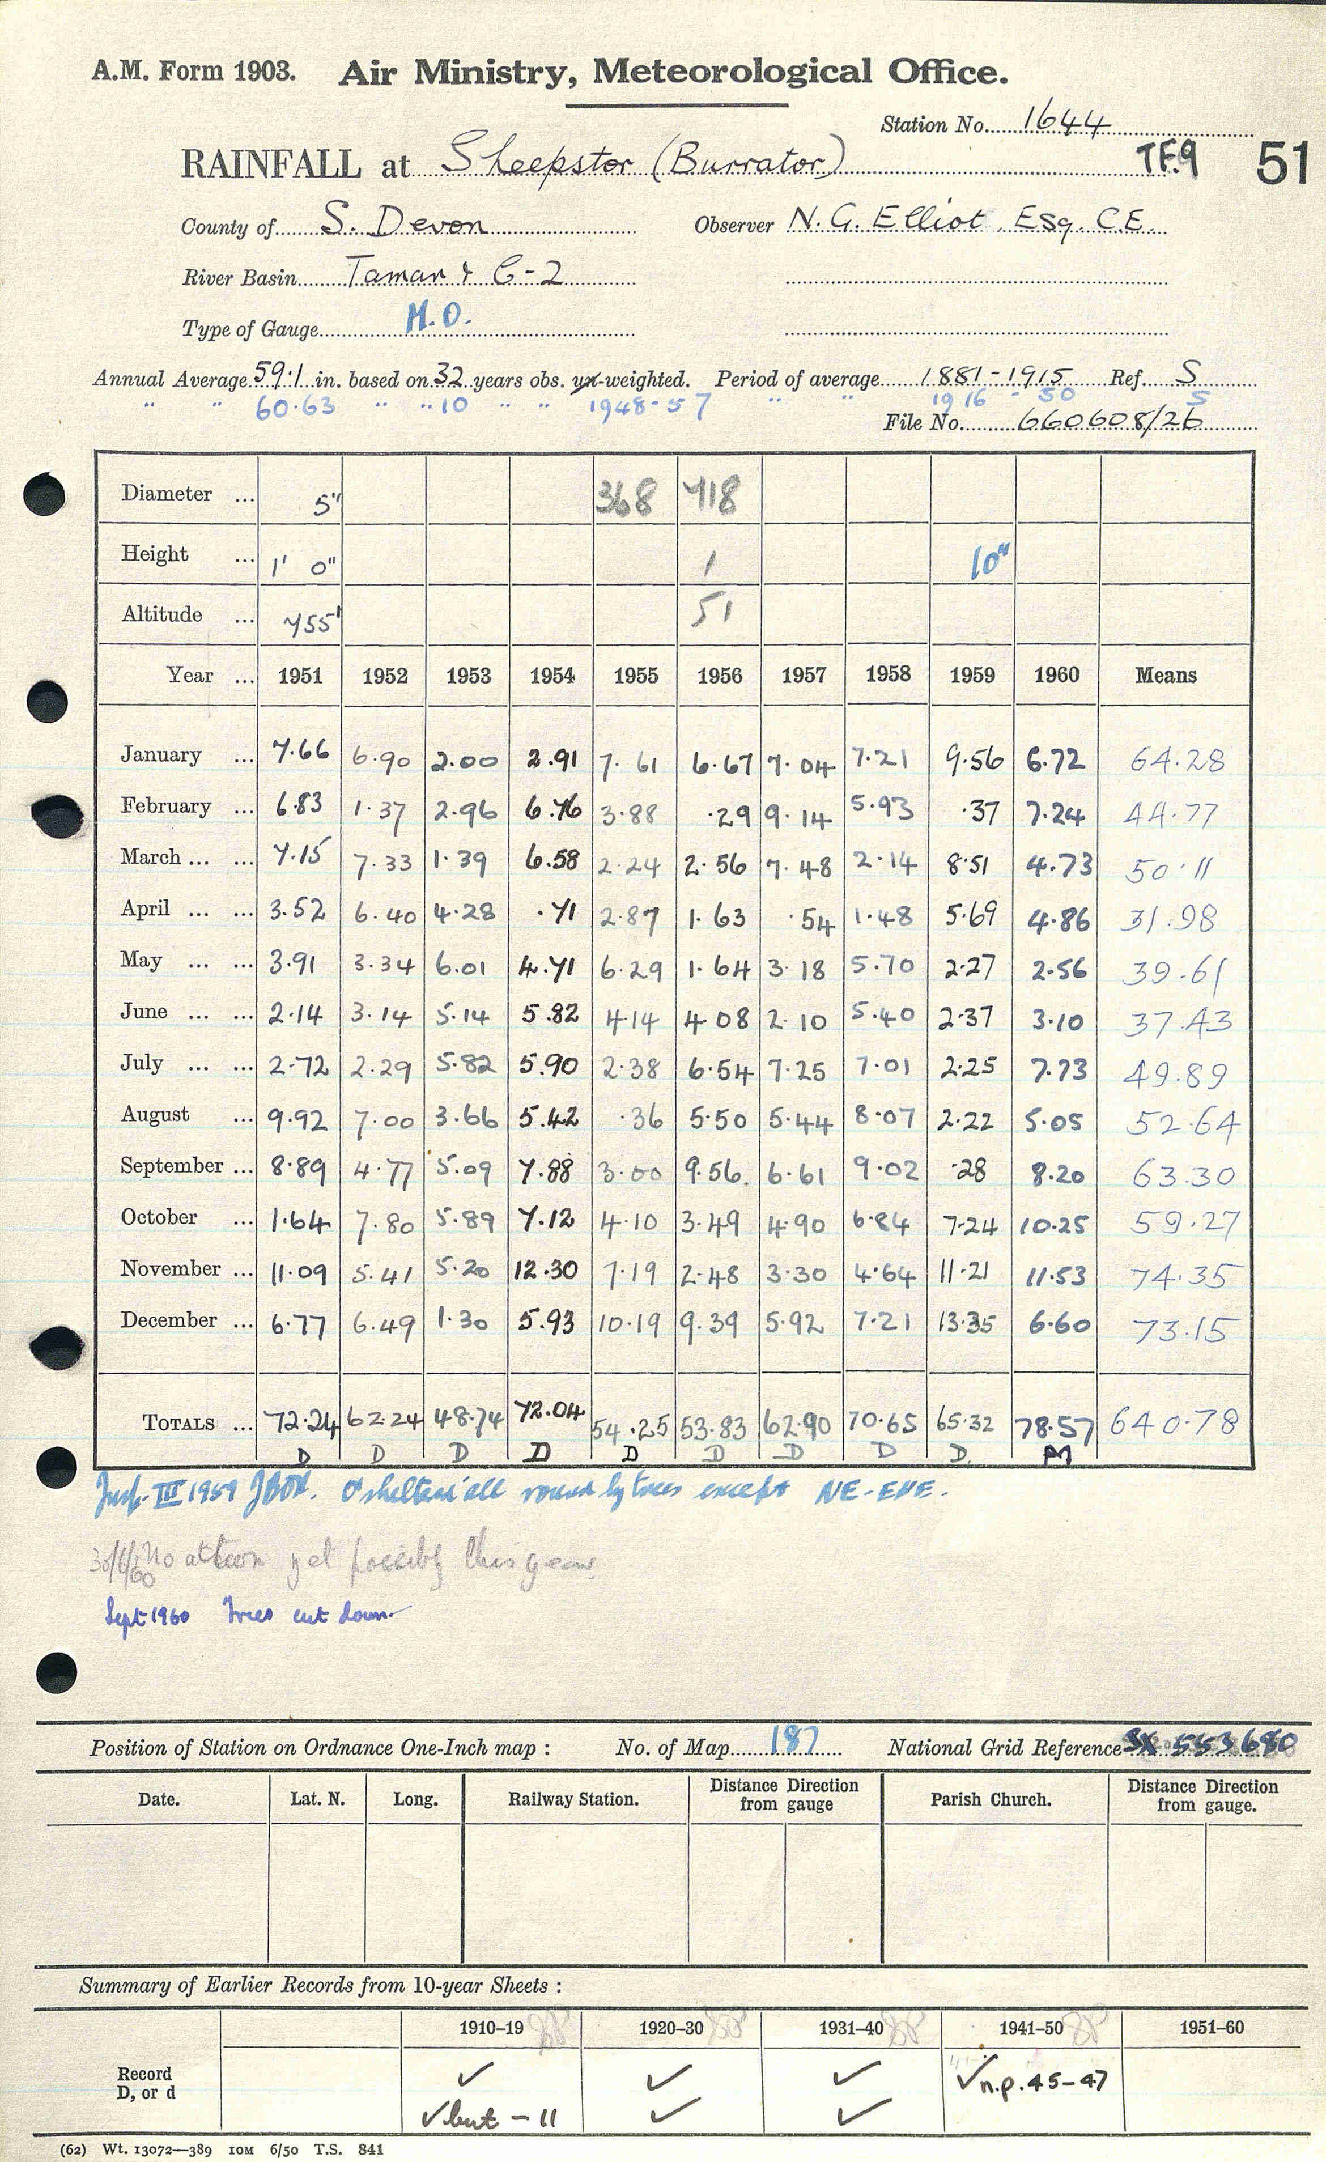 A.M. Form 1903. Air Ministry, Meteorological Office.
Station No. 1644
RAINFALL at Sheepstor (Burrator) TF.9 51
County of S. Devon Observer N. G. Elliot, Esq. C.E.
River Basin Tamar & C-2
Type of Gauge M.O.
Annual Average 59.1 in. based on 32 years obs. ux-weighted. Period of average 1881-1915 Ref. S
" " 60.63 " " 10 " " 1948-57 " " 1916-50 S
File No. 660608/26
Diameter ... 5" 368 718
Height ... 1' 0" 1 10"
Altitude ... 755' 51
Year ... 1951 1952 1953 1954 1955 1956 1957 1958 1959 1960 Means
January ... 7.66 6.90 2.00 2.91 7.61 6.67 7.04 7.21 9.56 6.72 64.28
February ... 6.83 1.37 2.96 6.76 3.88 .29 9.14 5.93 .37 7.24 44.77
March ... ... 7.15 7.33 1.39 6.58 2.24 2.56 7.48 2.14 8.51 4.73 50.11
April ... ... 3.52 6.40 4.28 .71 2.87 1.63 .54 1.48 5.69 4.86 31.98
May ... ... 3.91 3.34 6.01 4.71 6.29 1.64 3.18 5.70 2.27 2.56 39.61
June ... ... 2.14 3.14 5.14 5.82 4.14 4.08 2.10 5.40 2.37 3.10 37.43
July ... ... 2.72 2.29 5.82 5.90 2.38 6.54 7.25 7.01 2.25 7.73 49.89
August ... 9.92 7.00 3.66 5.42 .36 5.50 5.44 8.07 2.22 5.05 52.64
September ... 8.89 4.77 5.09 7.88 3.00 9.56 6.61 9.02 .28 8.20 63.30
October ... 1.64 7.80 5.89 7.12 4.10 3.49 4.90 6.84 7.24 10.25 59.27
November ... 11.09 5.41 5.20 12.30 7.19 2.48 3.30 4.64 11.21 11.53 74.35
December ... 6.77 6.49 1.30 5.93 10.19 9.39 5.92 7.21 13.35 6.60 73.15
TOTALS ... 72.24 62.24 48.74 72.04 54.25 53.83 62.90 70.65 65.32 78.57 640.78
D D D D D D D D D M
Insp. III 1959 O sheltered all round by trees except NE-ENE.
No yet possibly this year
Sept 1960 Trees cut down
Position of Station on Ordnance One-Inch map : No. of Map 187 National Grid Reference SX 553680
Date. Lat. N. Long. Railway Station. Distance from gauge Direction Parish Church. Distance from gauge. Direction
Summary of Earlier Records from 10-year Sheets :
1910-19 1920-30 1931-40 1941-50 1951-60
Record D, or d ✓ ✓ ✓ ✓ n.p. 45-47
✓ but - 11 ✓ ✓
(62) Wt. 13072—389 10M 6/50 T.S. 841